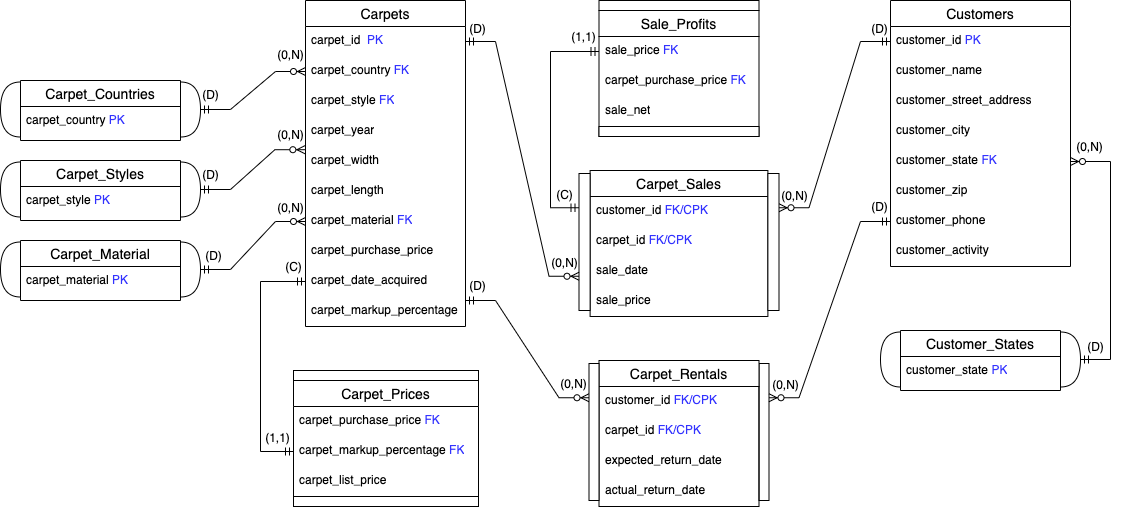 Carpets
carpet_id PK
carpet_country FK
carpet_style FK
carpet_year
carpet_width
carpet_length
carpet_material FK
carpet_purchase_price
carpet_date_acquired
carpet_markup_percentage
(D)
(0,N)
(0,N)
(0,N)
(C)
(D)
Carpet_Countries
carpet_country PK
(D)
Carpet_Styles
carpet_style PK
(D)
Carpet_Material
carpet_material PK
(D)
Carpet_Prices
carpet_purchase_price FK
carpet_markup_percentage FK
carpet_list_price
(1,1)
Sale_Profits
sale_price FK
carpet_purchase_price FK
sale_net
(1,1)
Carpet_Sales
customer_id FK/CPK
carpet_id FK/CPK
sale_date
sale_price
(C)
(0,N)
(0,N)
Carpet_Rentals
customer_id FK/CPK
carpet_id FK/CPK
expected_return_date
actual_return_date
(0,N)
(0,N)
Customers
customer_id PK
customer_name
customer_street_address
customer_city
customer_state FK
customer_zip
customer_phone
customer_activity
(D)
(D)
(0,N)
Customer_States
customer_state PK
(D)